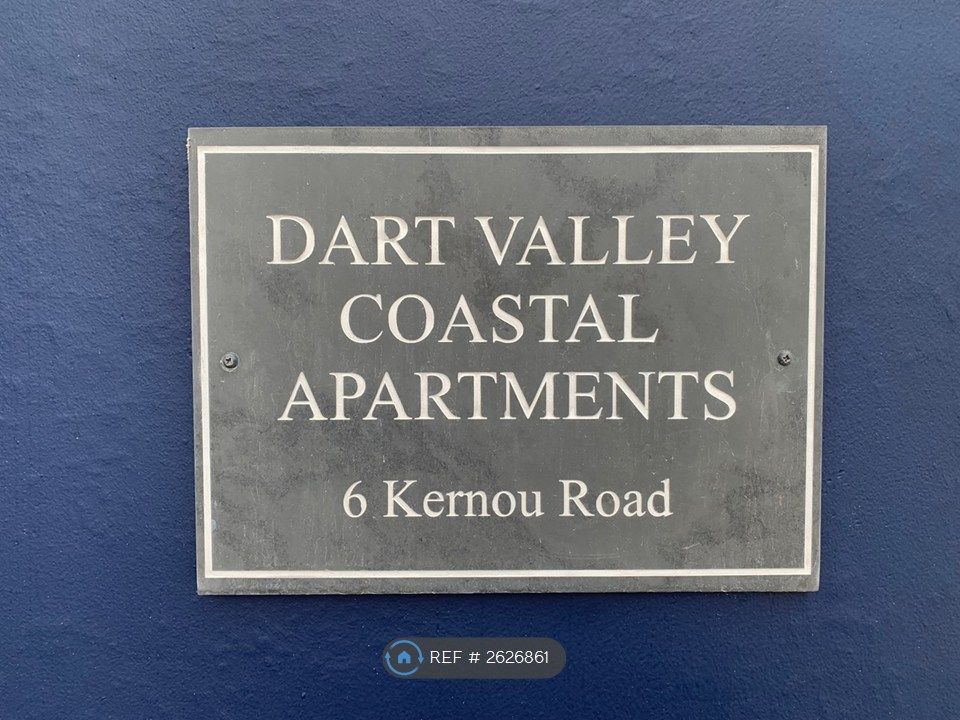 DART VALLEY
COASTAL
APARTMENTS
6 Kernou Road
REF # 2626861